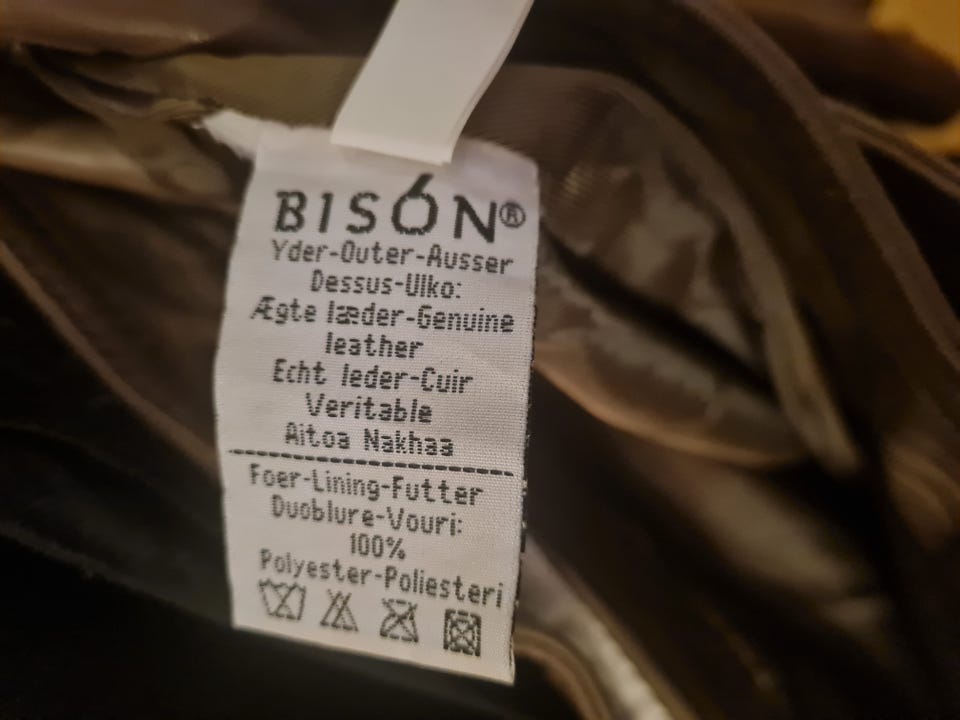 BISON®
Yder-Outer-Ausser
Dessus-Ulko:
Ægte læder-Genuine
leather
Echt leder-Cuir
Veritable
Aitoa Nakhaa
Foer-Lining-Futter
Duoblure-Vouri:
100%
Polyester-Poliesteri